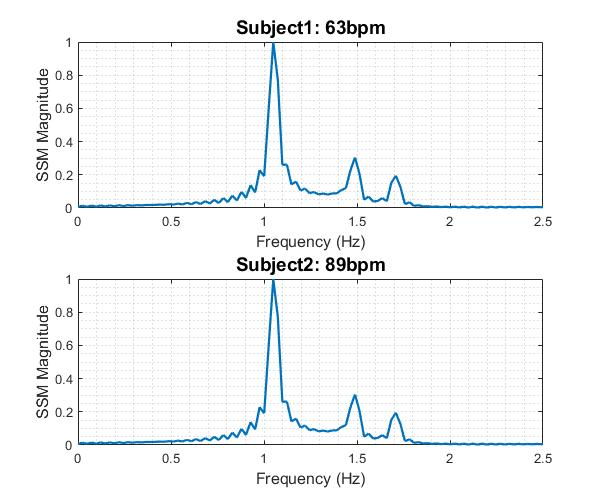 Subject1: 63bpm
1
0.8
0.6
0.4
0.2
0
SSM Magnitude
0 0.5 1 1.5 2 2.5
Frequency (Hz)
Subject2: 89bpm
1
0.8
0.6
0.4
0.2
0
SSM Magnitude
0 0.5 1 1.5 2 2.5
Frequency (Hz)